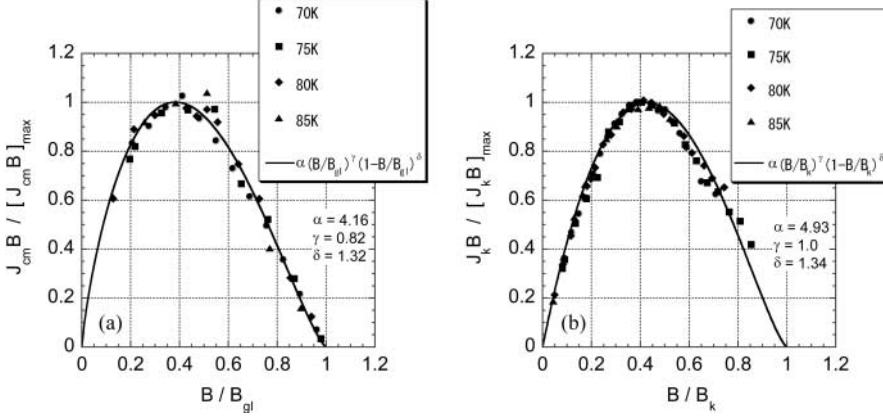 70K
75K
80K
85K
α(B/B_gl)^γ(1-B/B_gl)^δ
J_cm B / [ J_cm B ]_max
1.2
1
0.8
0.6
0.4
0.2
0
α = 4.16
γ = 0.82
δ = 1.32
(a)
0 0.2 0.4 0.6 0.8 1 1.2
B / B_gl
70K
75K
80K
85K
α(B/B_k)^γ(1-B/B_k)^δ
J_k B / [ J_k B ]_max
1.2
1
0.8
0.6
0.4
0.2
0
α = 4.93
γ = 1.0
δ = 1.34
(b)
0 0.2 0.4 0.6 0.8 1 1.2
B / B_k